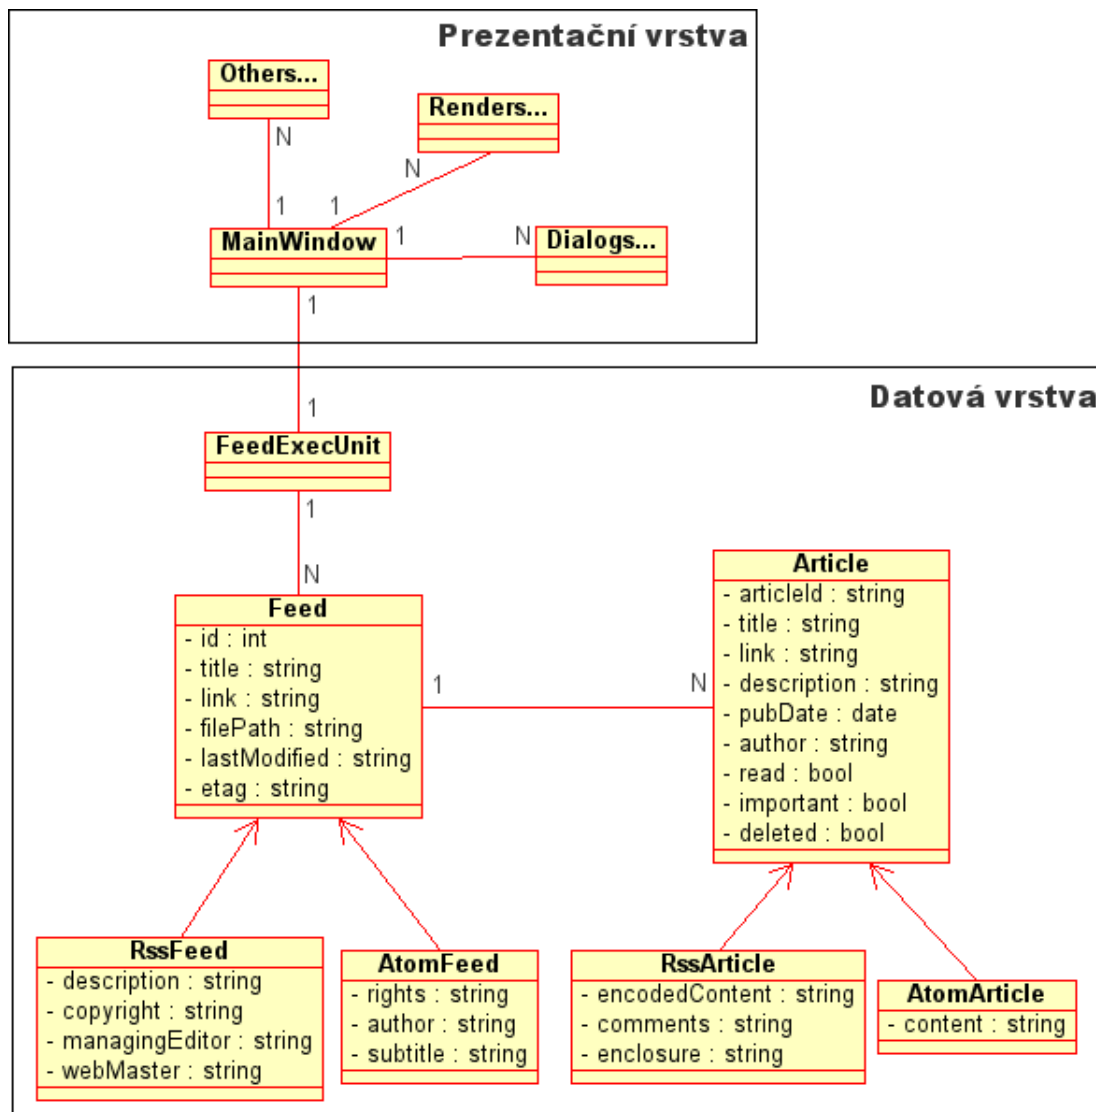 Prezentační vrstva
Others...
Renders...
N
N
1
1
MainWindow
1
N
Dialogs...
1
Datová vrstva
1
FeedExecUnit
1
N
Feed
- id : int
- title : string
- link : string
- filePath : string
- lastModified : string
- etag : string
1
N
Article
- articleId : string
- title : string
- link : string
- description : string
- pubDate : date
- author : string
- read : bool
- important : bool
- deleted : bool
RssFeed
- description : string
- copyright : string
- managingEditor : string
- webMaster : string
AtomFeed
- rights : string
- author : string
- subtitle : string
RssArticle
- encodedContent : string
- comments : string
- enclosure : string
AtomArticle
- content : string